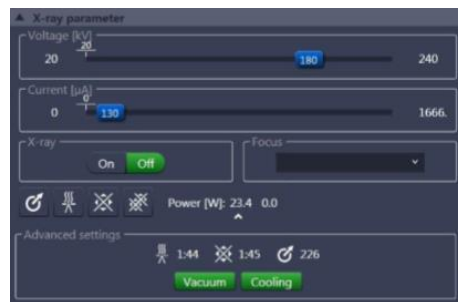 X-ray parameter
Voltage [kV]
20
20 180 240
Current [µA]
0
0 130 1666.
X-ray Focus
On Off
Power [W]: 23.4 0.0
Advanced settings
1:44 1:45 226
Vacuum Cooling